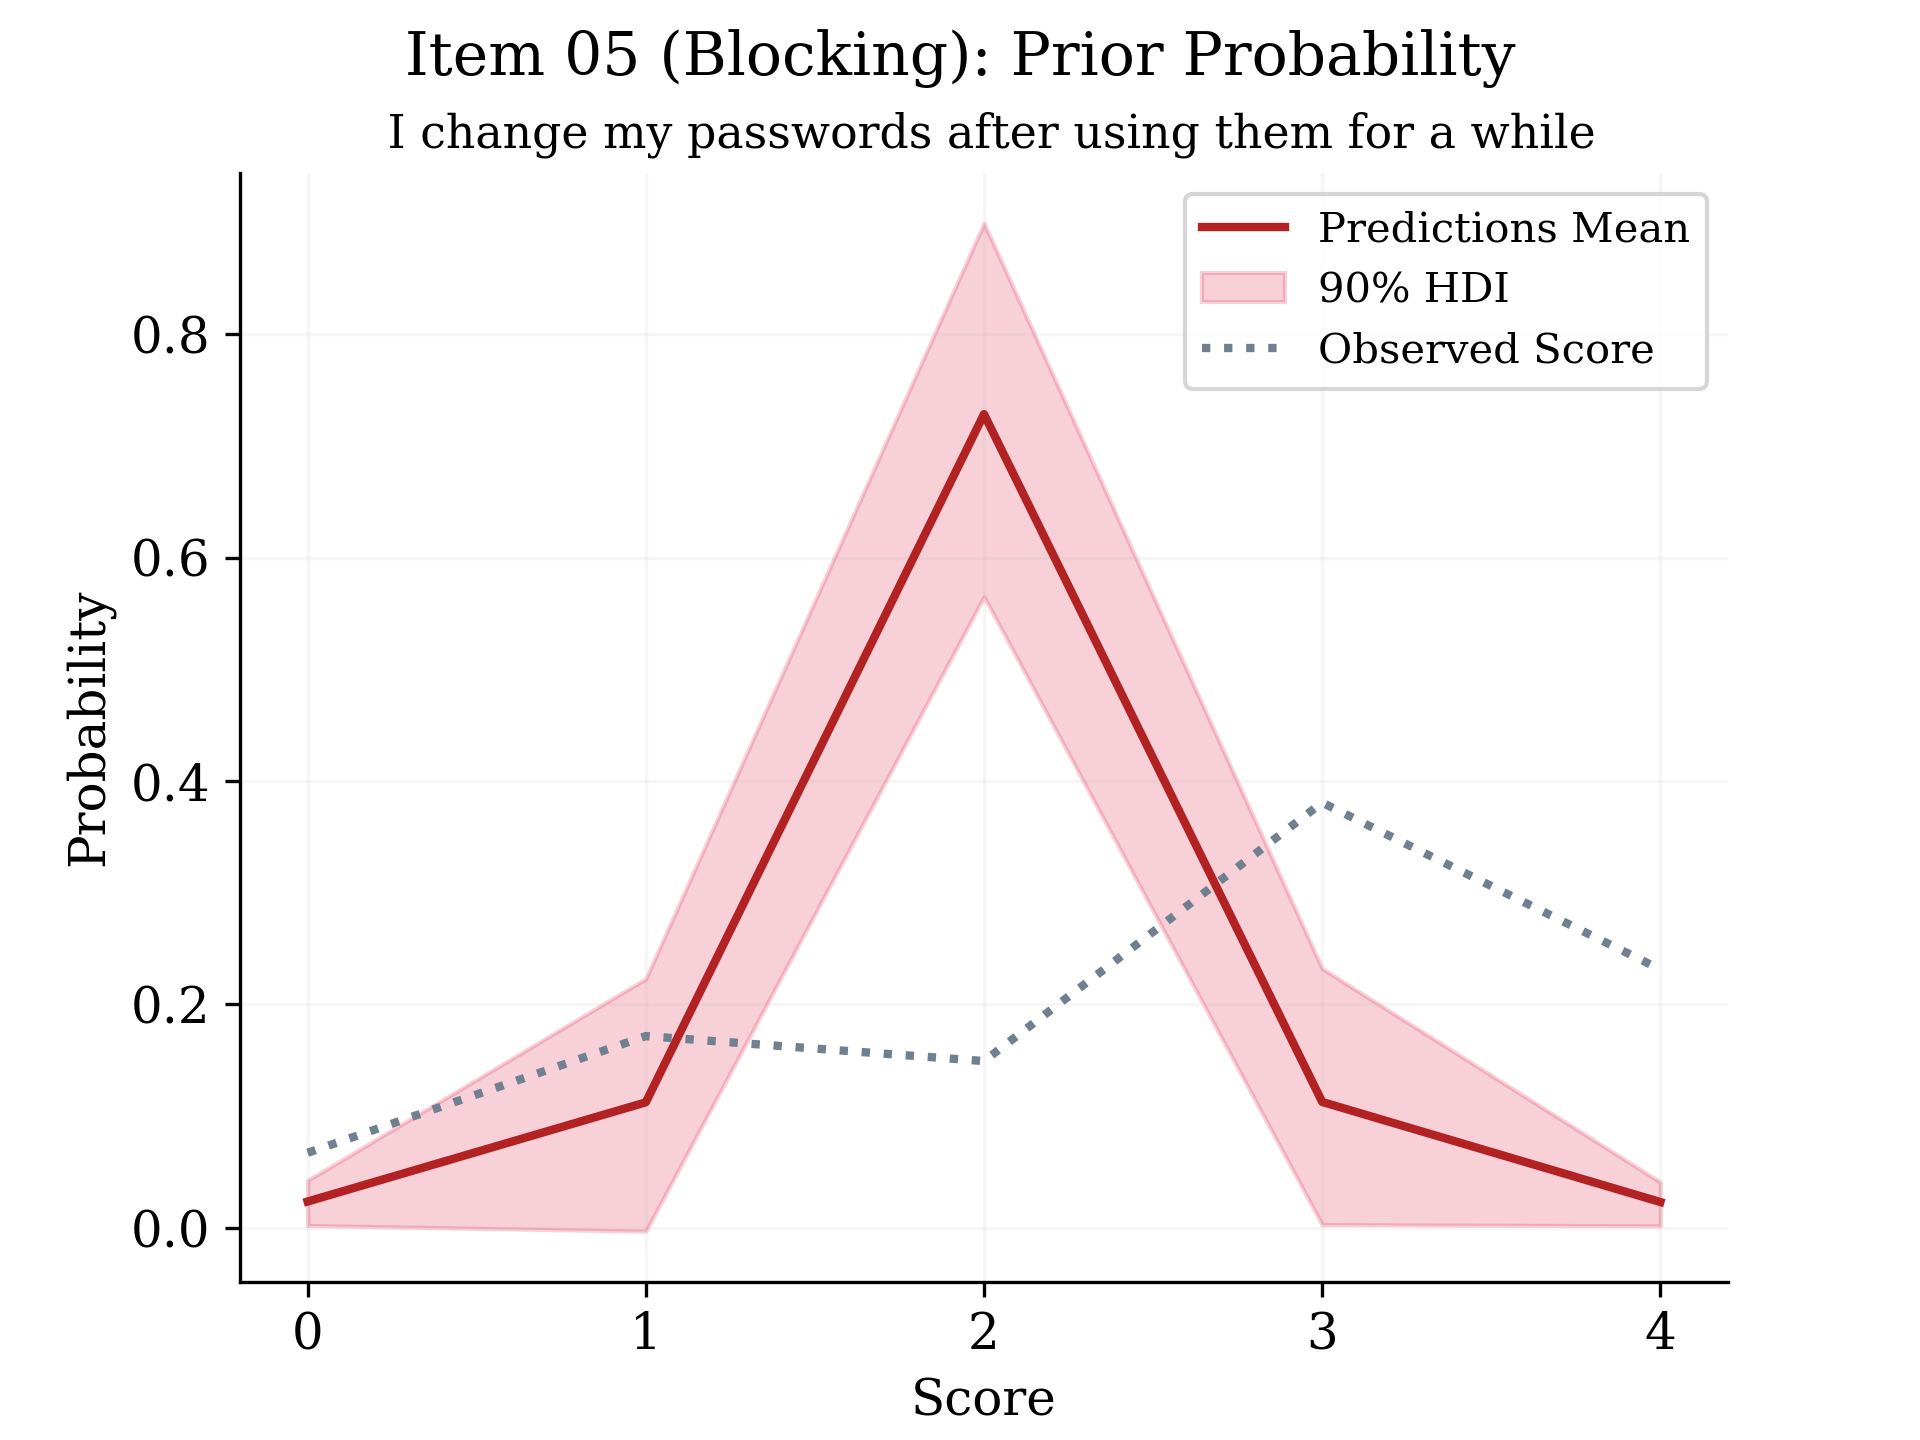 Item 05 (Blocking): Prior Probability
I change my passwords after using them for a while
Predictions Mean
90% HDI
Observed Score
Probability
0.8
0.6
0.4
0.2
0.0
0 1 2 3 4
Score